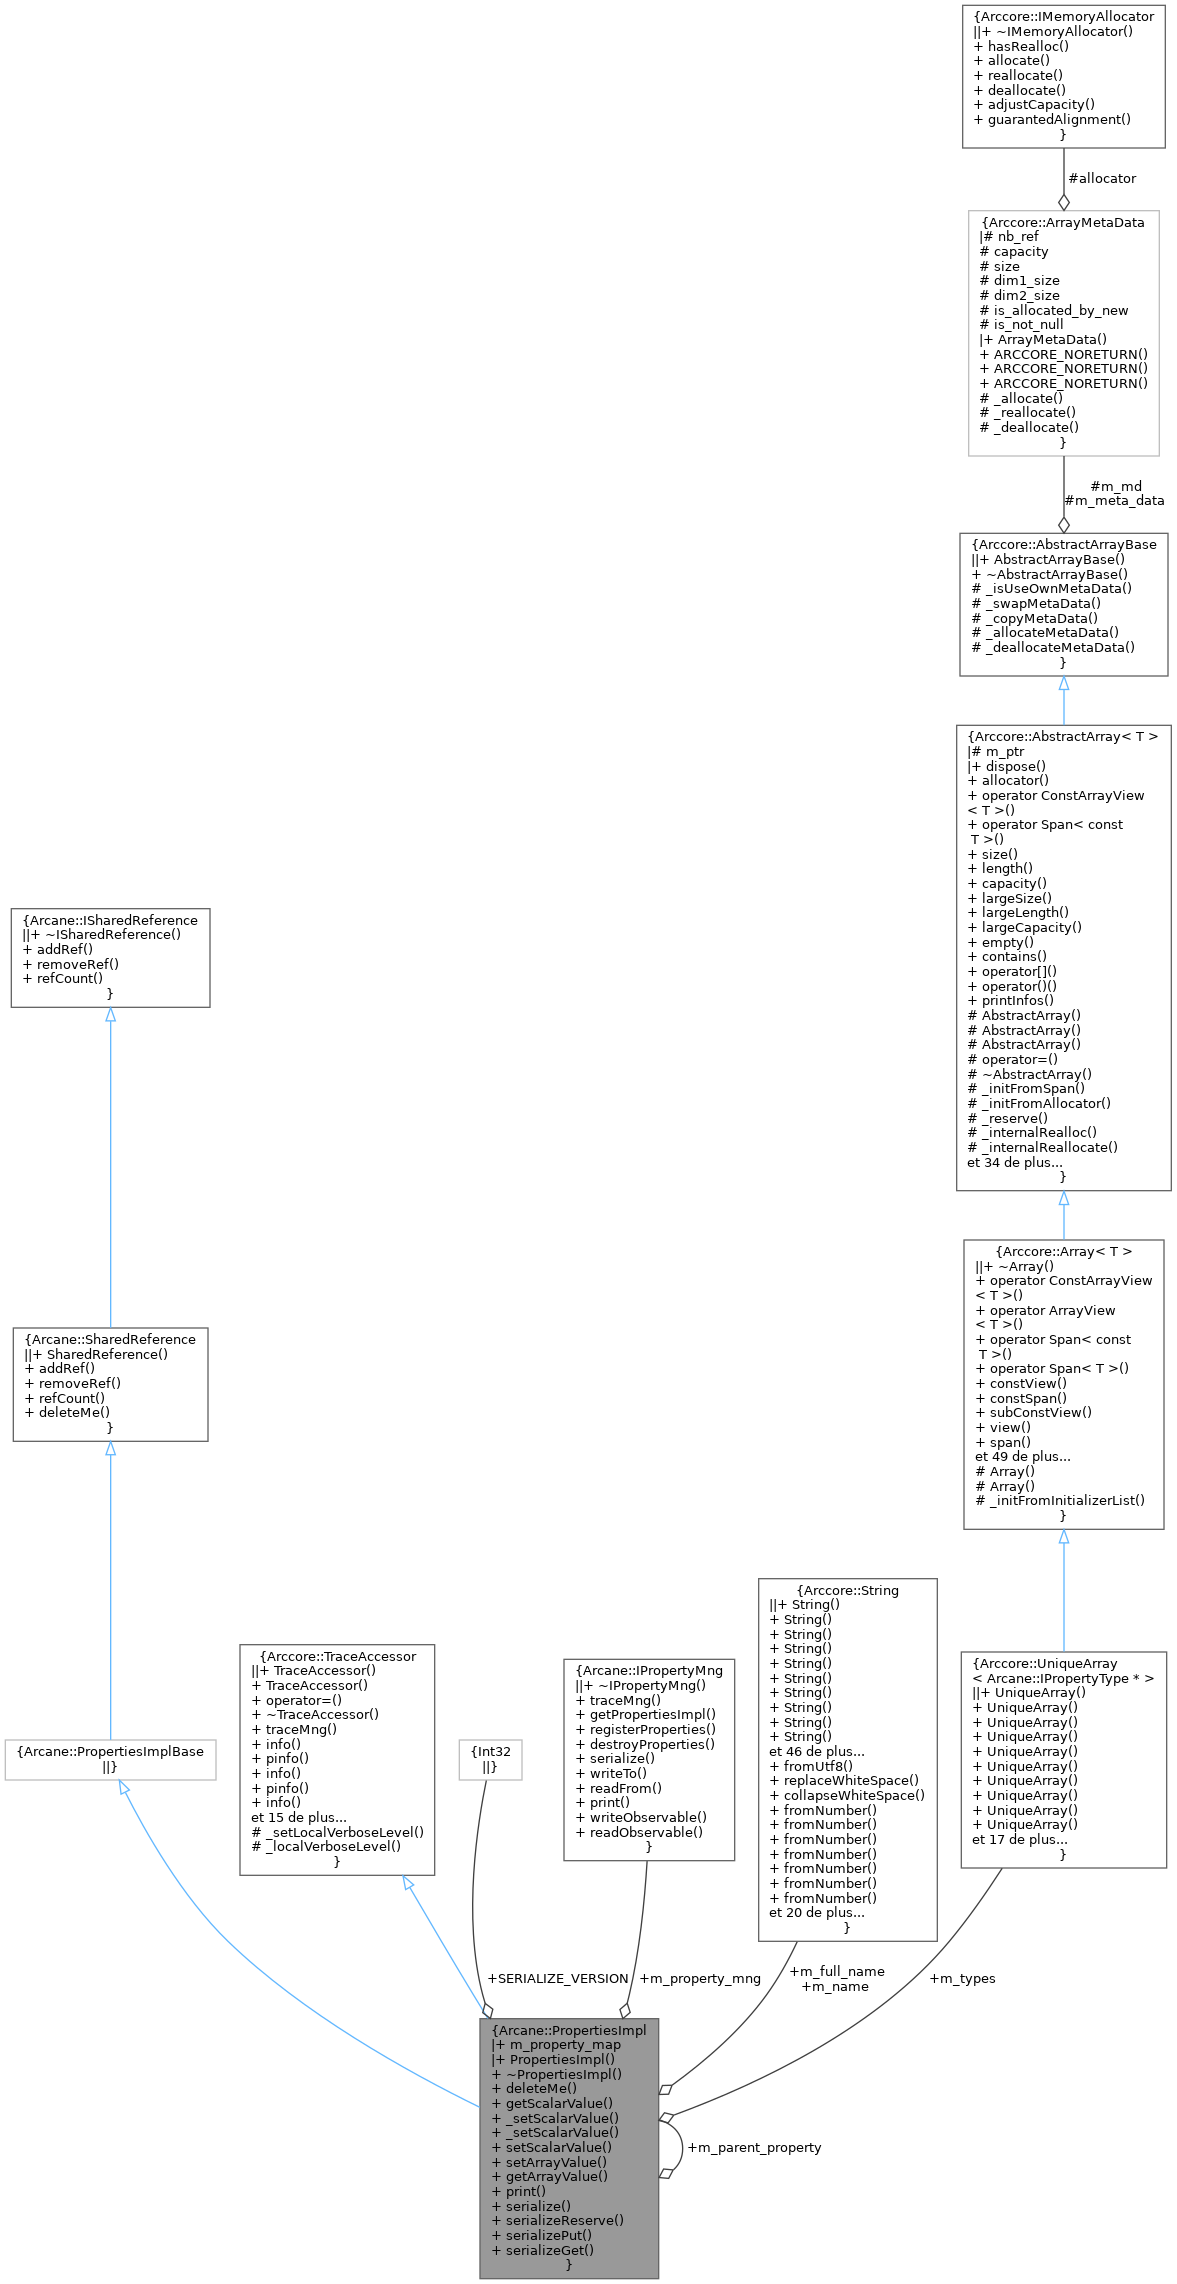 {Arccore::IMemoryAllocator
||+ ~IMemoryAllocator()
+ hasRealloc()
+ allocate()
+ reallocate()
+ deallocate()
+ adjustCapacity()
+ guarantedAlignment()
}
#allocator
{Arccore::ArrayMetaData
|# nb_ref
# capacity
# size
# dim1_size
# dim2_size
# is_allocated_by_new
# is_not_null
|+ ArrayMetaData()
+ ARCCORE_NORETURN()
+ ARCCORE_NORETURN()
+ ARCCORE_NORETURN()
# _allocate()
# _reallocate()
# _deallocate()
}
#m_md
#m_meta_data
{Arccore::AbstractArrayBase
||+ AbstractArrayBase()
+ ~AbstractArrayBase()
# _isUseOwnMetaData()
# _swapMetaData()
# _copyMetaData()
# _allocateMetaData()
# _deallocateMetaData()
}
{Arccore::AbstractArray< T >
|# m_ptr
|+ dispose()
+ allocator()
+ operator ConstArrayView
< T >()
+ operator Span< const
T >()
+ size()
+ length()
+ capacity()
+ largeSize()
+ largeLength()
+ largeCapacity()
+ empty()
+ contains()
+ operator[]()
+ operator()()
+ printInfos()
# AbstractArray()
# AbstractArray()
# AbstractArray()
# operator=()
# ~AbstractArray()
# _initFromSpan()
# _initFromAllocator()
# _reserve()
# _internalRealloc()
# _internalReallocate()
et 34 de plus...
}
{Arcane::ISharedReference
||+ ~ISharedReference()
+ addRef()
+ removeRef()
+ refCount()
}
{Arccore::Array< T >
||+ ~Array()
+ operator ConstArrayView
< T >()
+ operator ArrayView
< T >()
+ operator Span< const
T >()
+ operator Span< T >()
+ constView()
+ constSpan()
+ subConstView()
+ view()
+ span()
et 49 de plus...
# Array()
# Array()
# _initFromInitializerList()
}
{Arcane::SharedReference
||+ SharedReference()
+ addRef()
+ removeRef()
+ refCount()
+ deleteMe()
}
{Arcane::PropertiesImplBase
||}
{Arccore::TraceAccessor
||+ TraceAccessor()
+ TraceAccessor()
+ operator=()
+ ~TraceAccessor()
+ traceMng()
+ info()
+ pinfo()
+ info()
+ pinfo()
+ info()
et 15 de plus...
# _setLocalVerboseLevel()
# _localVerboseLevel()
}
{Int32
||}
{Arcane::IPropertyMng
||+ ~IPropertyMng()
+ traceMng()
+ getPropertiesImpl()
+ registerProperties()
+ destroyProperties()
+ serialize()
+ writeTo()
+ readFrom()
+ print()
+ writeObservable()
+ readObservable()
}
{Arccore::String
||+ String()
+ String()
+ String()
+ String()
+ String()
+ String()
+ String()
+ String()
+ String()
+ String()
et 46 de plus...
+ fromUtf8()
+ replaceWhiteSpace()
+ collapseWhiteSpace()
+ fromNumber()
+ fromNumber()
+ fromNumber()
+ fromNumber()
+ fromNumber()
+ fromNumber()
+ fromNumber()
et 20 de plus...
}
{Arccore::UniqueArray
< Arcane::IPropertyType * >
||+ UniqueArray()
+ UniqueArray()
+ UniqueArray()
+ UniqueArray()
+ UniqueArray()
+ UniqueArray()
+ UniqueArray()
+ UniqueArray()
+ UniqueArray()
+ UniqueArray()
et 17 de plus...
}
+SERIALIZE_VERSION
+m_property_mng
+m_full_name
+m_name
+m_types
{Arcane::PropertiesImpl
|+ m_property_map
|+ PropertiesImpl()
+ ~PropertiesImpl()
+ deleteMe()
+ getScalarValue()
+ _setScalarValue()
+ _setScalarValue()
+ setScalarValue()
+ setArrayValue()
+ getArrayValue()
+ print()
+ serialize()
+ serializeReserve()
+ serializePut()
+ serializeGet()
}
+m_parent_property